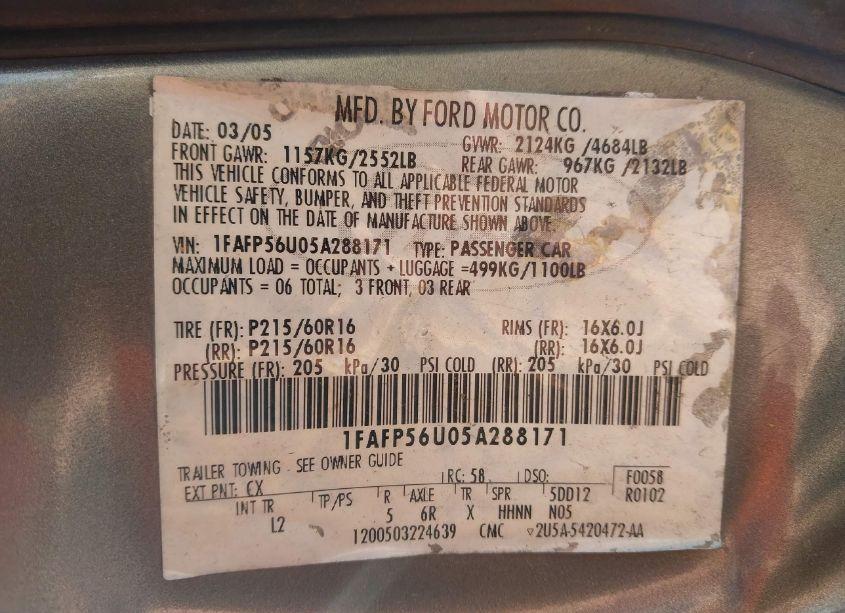 MFD. BY FORD MOTOR CO.
DATE: 03/05 GVWR: 2124KG /4684LB
FRONT GAWR: 1157KG/2552LB REAR GAWR: 967KG /2132LB
THIS VEHICLE CONFORMS TO ALL APPLICABLE FEDERAL MOTOR
VEHICLE SAFETY, BUMPER, AND THEFT PREVENTION STANDARDS
IN EFFECT ON THE DATE OF MANUFACTURE SHOWN ABOVE.
VIN: 1FAFP56U05A288171 TYPE: PASSENGER CAR
MAXIMUM LOAD = OCCUPANTS + LUGGAGE =499KG/1100LB
OCCUPANTS = 06 TOTAL; 3 FRONT, 03 REAR
TIRE (FR): P215/60R16 RIMS (FR): 16X6.0J
(RR): P215/60R16 (RR): 16X6.0J
PRESSURE (FR): 205 kPa/30 PSI COLD (RR): 205 kPa/30 PSI COLD
1FAFP56U05A288171
TRAILER TOWING - SEE OWNER GUIDE
EXT PNT: CX RC: 58 DSO: F0058
R0102
INT TR TP/PS R AXLE TR SPR 5DD12
L2 5 6R X HHNN N05
1200503224639 CMC ▽2U5A-5420472-AA